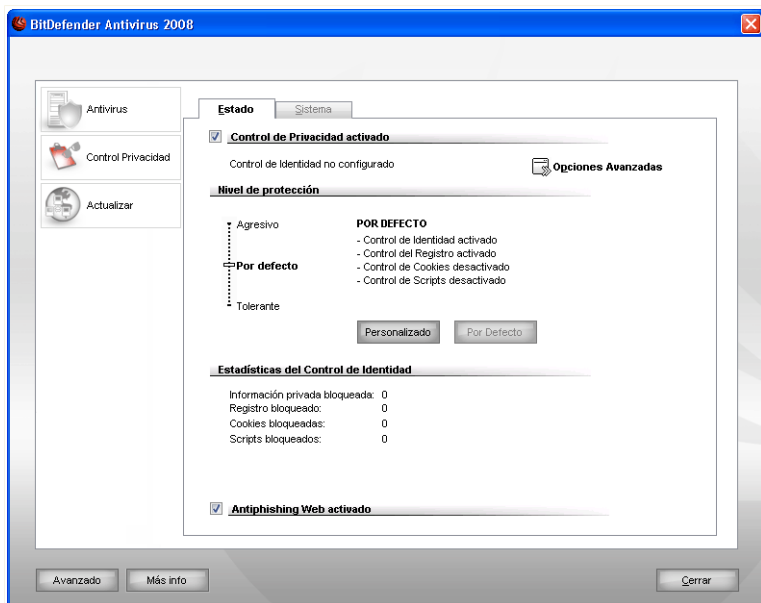 BitDefender Antivirus 2008
Antivirus
Control Privacidad
Actualizar
Estado
Sistema
Control de Privacidad activado
Control de Identidad no configurado
Opciones Avanzadas
Nivel de protección
Agresivo
Por defecto
Tolerante
POR DEFECTO
- Control de Identidad activado
- Control del Registro activado
- Control de Cookies desactivado
- Control de Scripts desactivado
Personalizado
Por Defecto
Estadísticas del Control de Identidad
Información privada bloqueada: 0
Registro bloqueado: 0
Cookies bloqueadas: 0
Scripts bloqueados: 0
Antiphishing Web activado
Avanzado
Más info
Cerrar